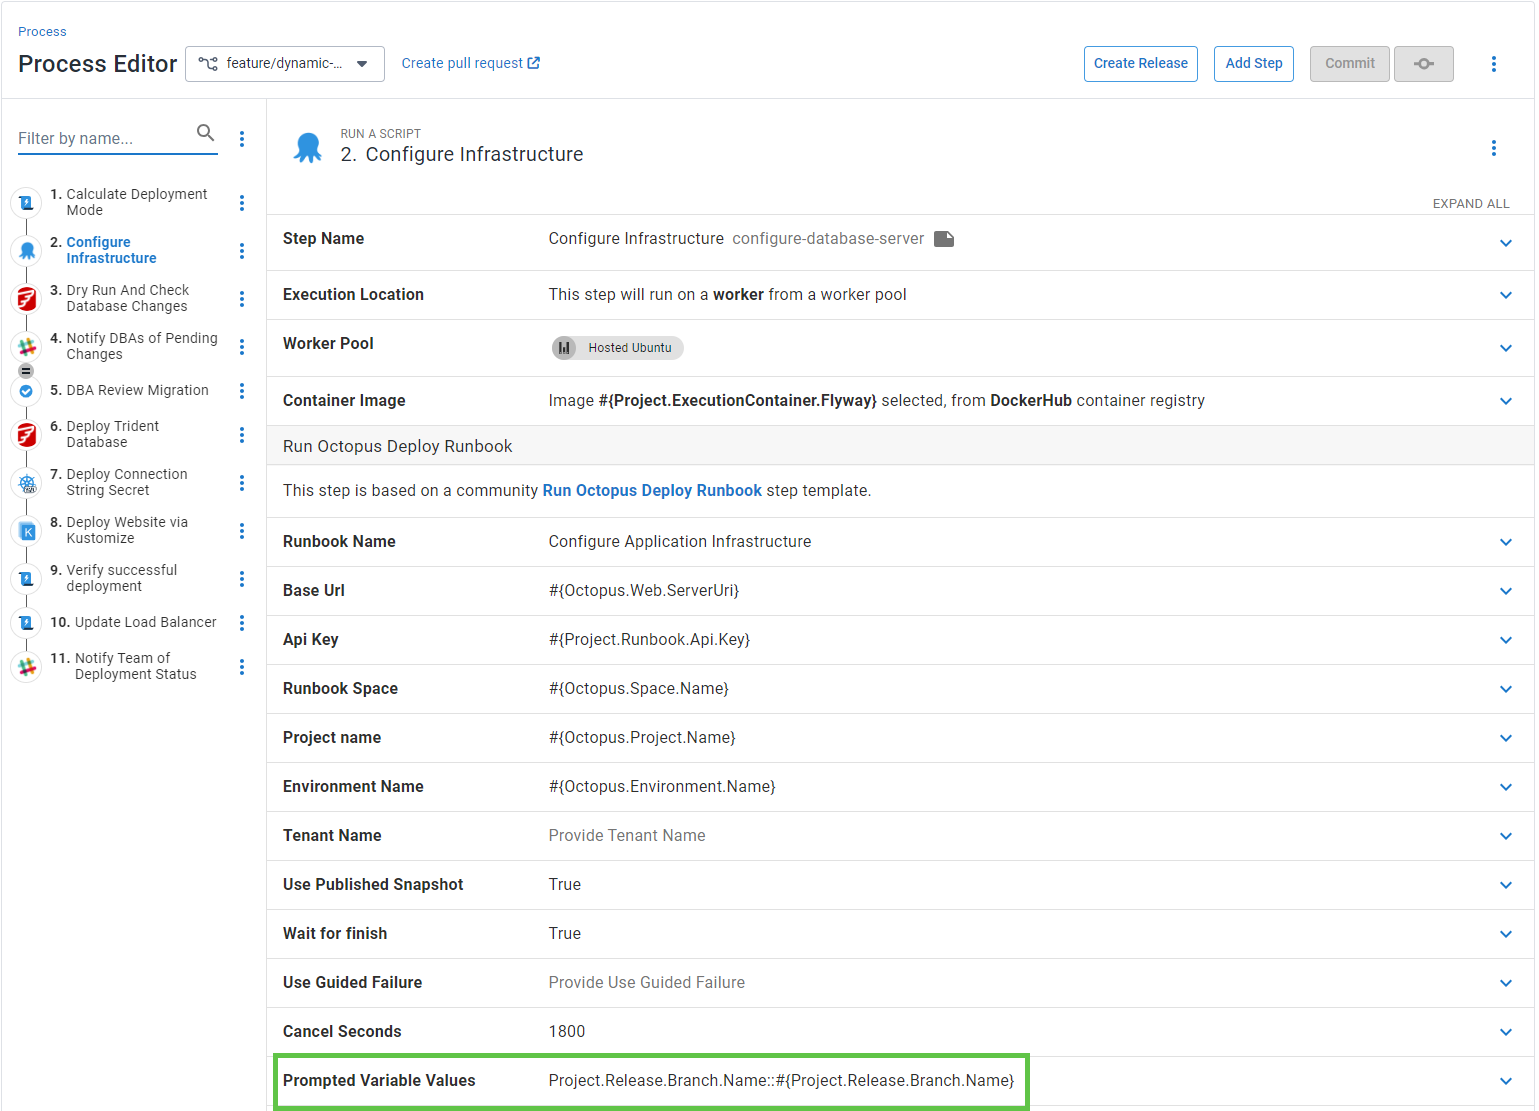 Process
Process Editor
feature/dynamic-...
Create pull request
Create Release
Add Step
Commit
Filter by name...
1. Calculate Deployment
Mode
2. Configure
Infrastructure
3. Dry Run And Check
Database Changes
4. Notify DBAs of Pending
Changes
5. DBA Review Migration
6. Deploy Trident
Database
7. Deploy Connection
String Secret
8. Deploy Website via
Kustomize
9. Verify successful
deployment
10. Update Load Balancer
11. Notify Team of
Deployment Status
RUN A SCRIPT
2. Configure Infrastructure
EXPAND ALL
Step Name Configure Infrastructure configure-database-server
Execution Location This step will run on a worker from a worker pool
Worker Pool Hosted Ubuntu
Container Image Image #{Project.ExecutionContainer.Flyway} selected, from DockerHub container registry
Run Octopus Deploy Runbook
This step is based on a community Run Octopus Deploy Runbook step template.
Runbook Name Configure Application Infrastructure
Base Url #{Octopus.Web.ServerUri}
Api Key #{Project.Runbook.Api.Key}
Runbook Space #{Octopus.Space.Name}
Project name #{Octopus.Project.Name}
Environment Name #{Octopus.Environment.Name}
Tenant Name Provide Tenant Name
Use Published Snapshot True
Wait for finish True
Use Guided Failure Provide Use Guided Failure
Cancel Seconds 1800
Prompted Variable Values Project.Release.Branch.Name::#{Project.Release.Branch.Name}